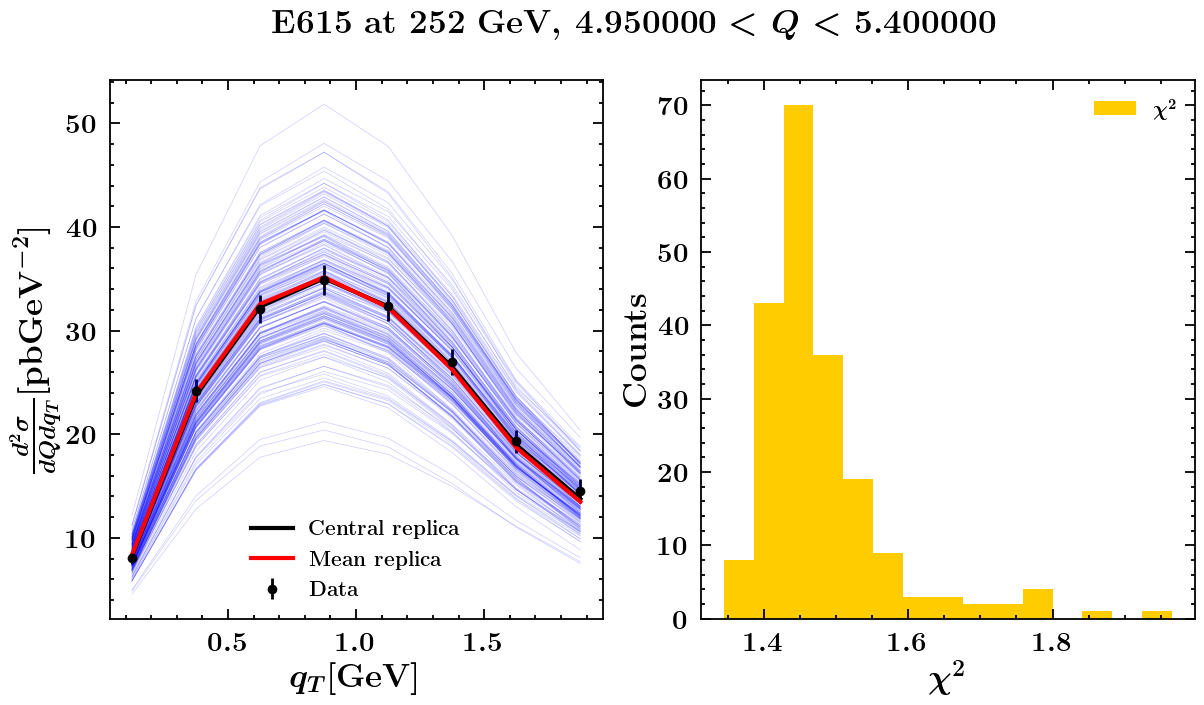 E615 at 252 GeV, 4.950000 < Q < 5.400000
d²σ/dQdq_T [pbGeV⁻²]
50
40
30
20
10
Central replica
Mean replica
Data
0.5 1.0 1.5
q_T[GeV]
Counts
70
60
50
40
30
20
10
0
χ²
1.4 1.6 1.8
χ²